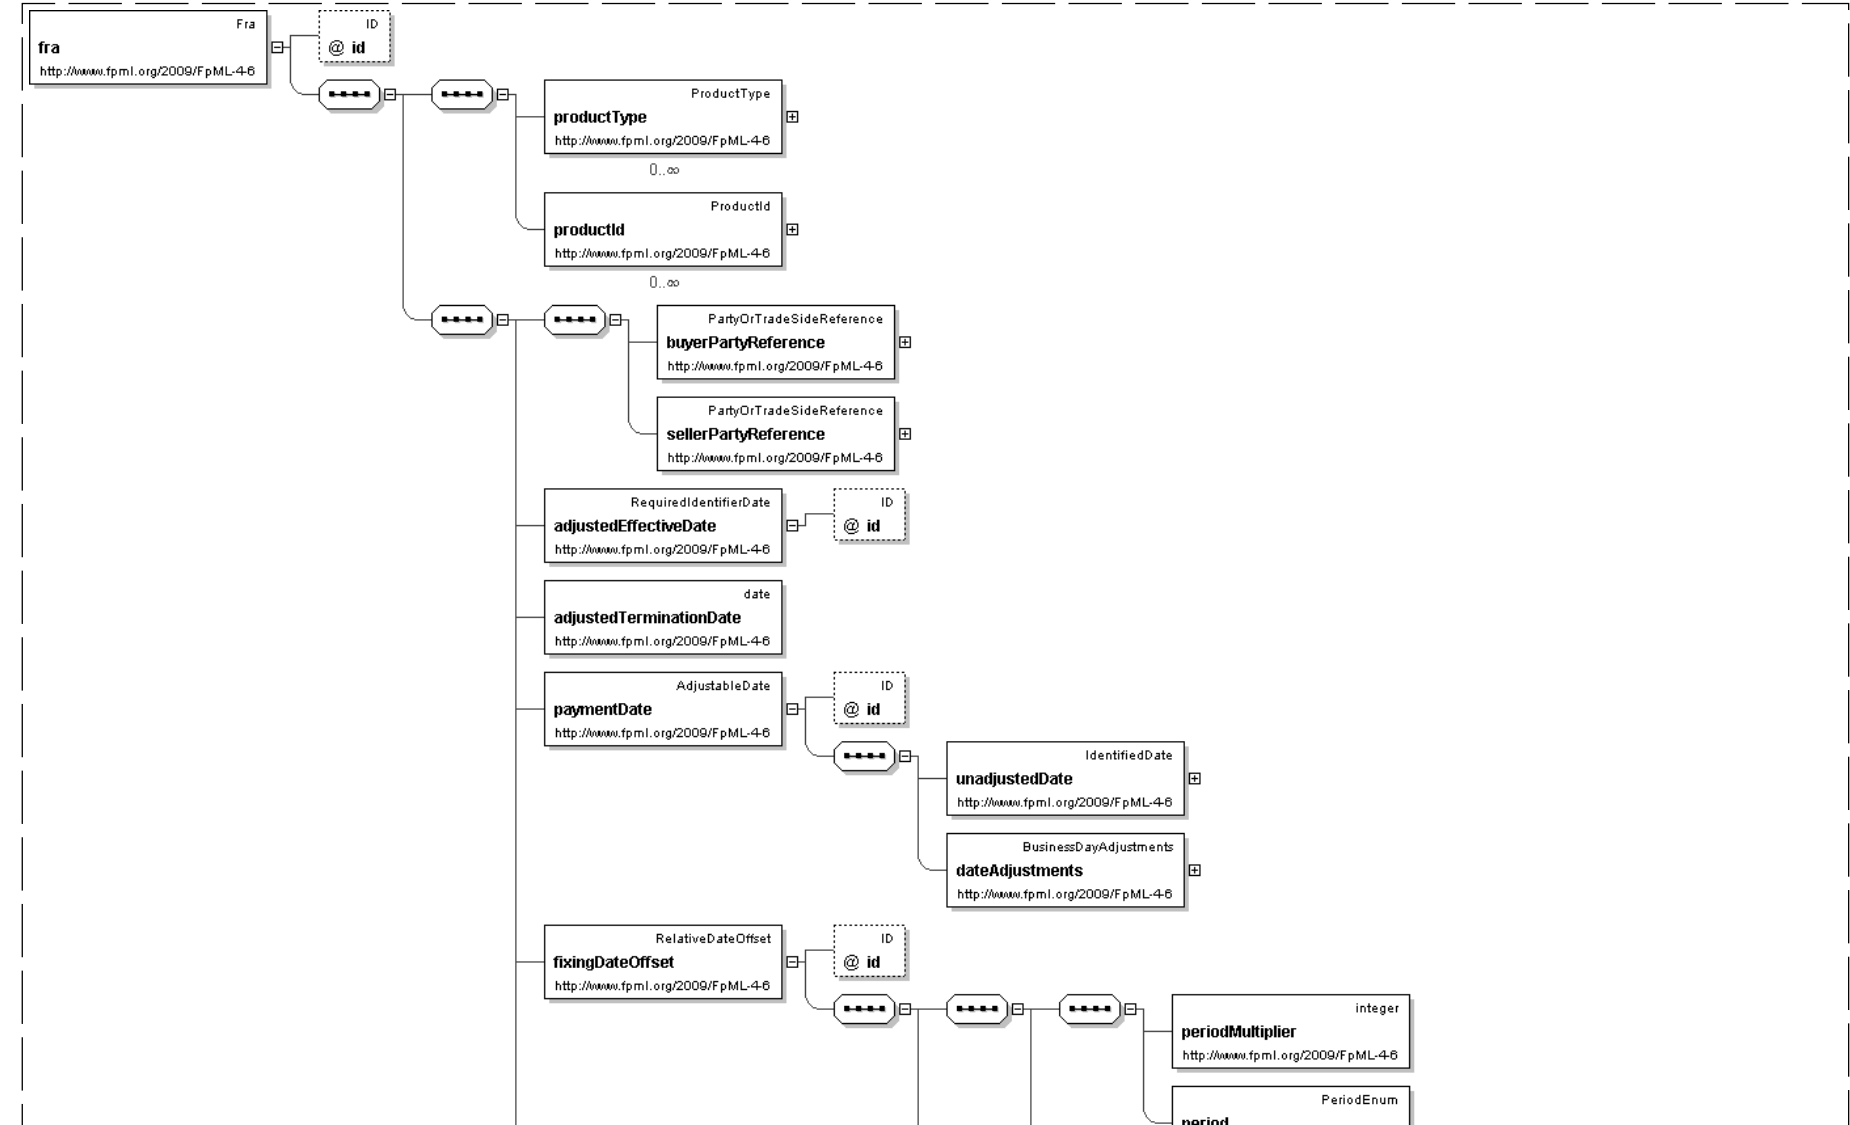 Fra
fra
http://www.fpml.org/2009/FpML-4-6
ID
@ id
ProductType
productType
http://www.fpml.org/2009/FpML-4-6
0..∞
ProductId
productId
http://www.fpml.org/2009/FpML-4-6
0..∞
PartyOrTradeSideReference
buyerPartyReference
http://www.fpml.org/2009/FpML-4-6
PartyOrTradeSideReference
sellerPartyReference
http://www.fpml.org/2009/FpML-4-6
RequiredIdentifierDate
adjustedEffectiveDate
http://www.fpml.org/2009/FpML-4-6
ID
@ id
date
adjustedTerminationDate
http://www.fpml.org/2009/FpML-4-6
AdjustableDate
paymentDate
http://www.fpml.org/2009/FpML-4-6
ID
@ id
IdentifiedDate
unadjustedDate
http://www.fpml.org/2009/FpML-4-6
BusinessDayAdjustments
dateAdjustments
http://www.fpml.org/2009/FpML-4-6
RelativeDateOffset
fixingDateOffset
http://www.fpml.org/2009/FpML-4-6
ID
@ id
integer
periodMultiplier
http://www.fpml.org/2009/FpML-4-6
PeriodEnum
period